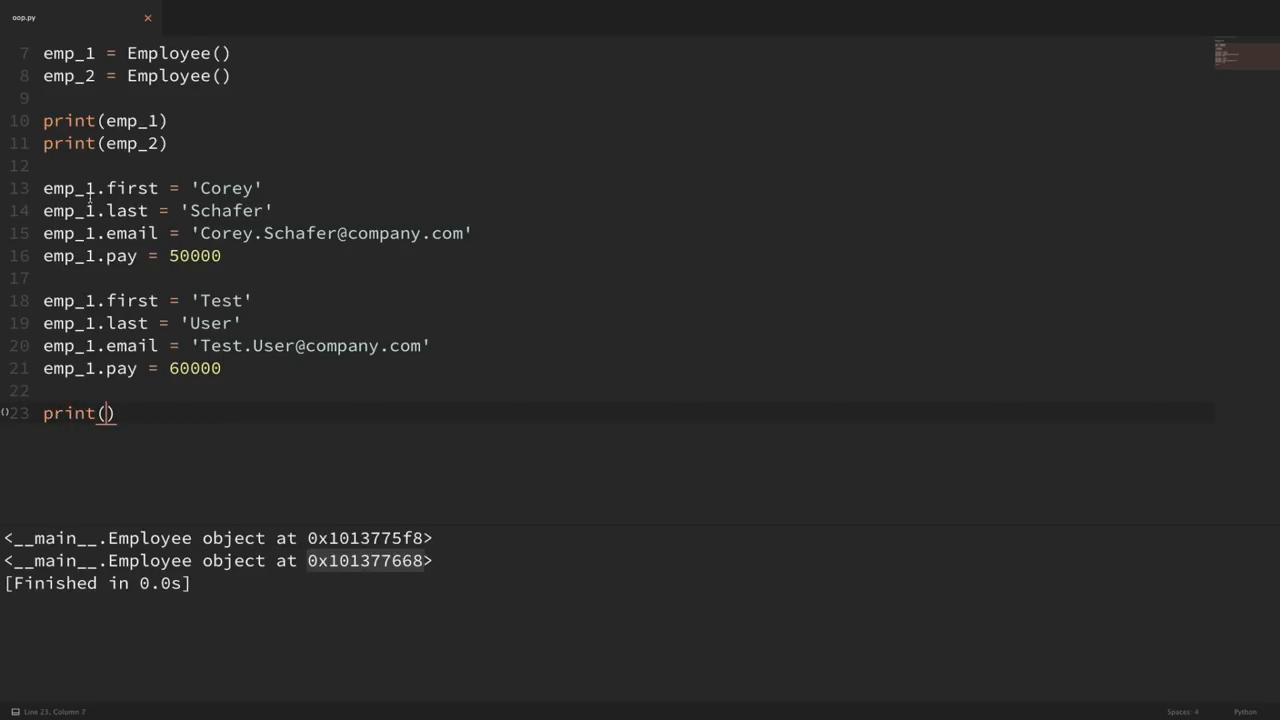 oop.py
7 emp_1 = Employee()
8 emp_2 = Employee()
9
10 print(emp_1)
11 print(emp_2)
12
13 emp_1.first = 'Corey'
14 emp_1.last = 'Schafer'
15 emp_1.email = 'Corey.Schafer@company.com'
16 emp_1.pay = 50000
17
18 emp_1.first = 'Test'
19 emp_1.last = 'User'
20 emp_1.email = 'Test.User@company.com'
21 emp_1.pay = 60000
22
23 print()
<__main__.Employee object at 0x1013775f8>
<__main__.Employee object at 0x101377668>
[Finished in 0.0s]
Line 23, Column 7
Spaces: 4
Python